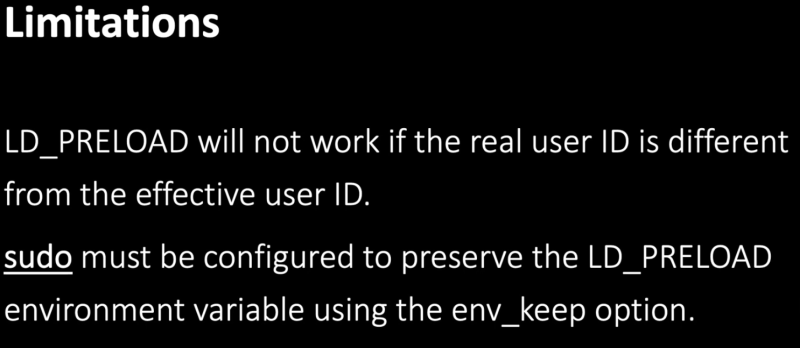 Limitations
LD_PRELOAD will not work if the real user ID is different
from the effective user ID.
sudo must be configured to preserve the LD_PRELOAD
environment variable using the env_keep option.